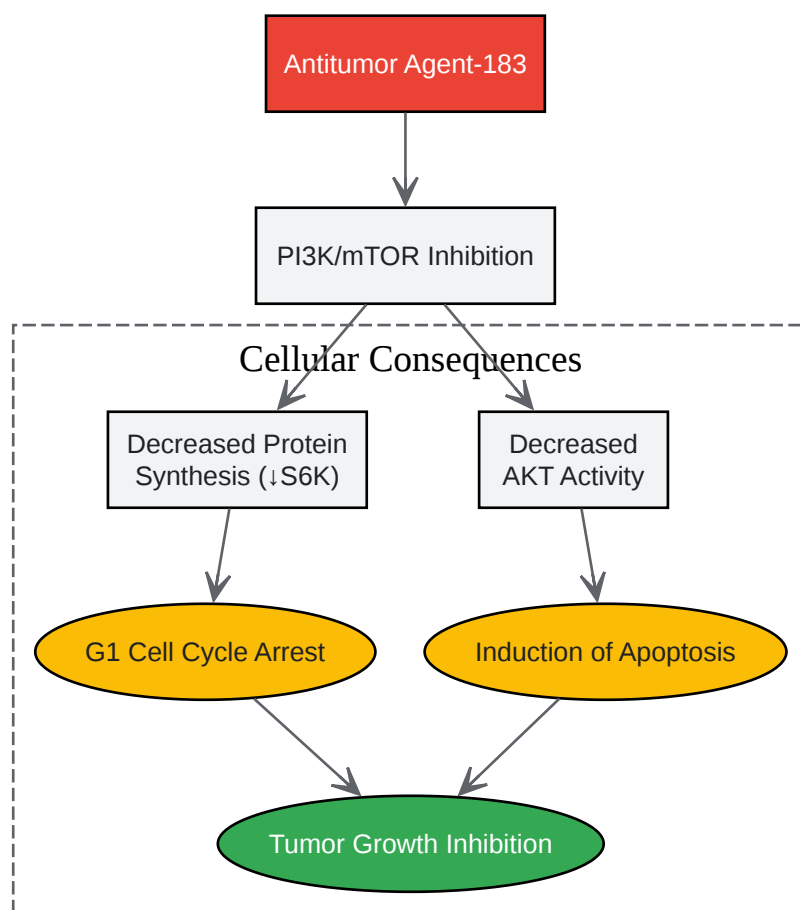 Antitumor Agent-183
PI3K/mTOR Inhibition
Cellular Consequences
Decreased Protein
Synthesis (↓S6K)
Decreased
AKT Activity
G1 Cell Cycle Arrest
Induction of Apoptosis
Tumor Growth Inhibition